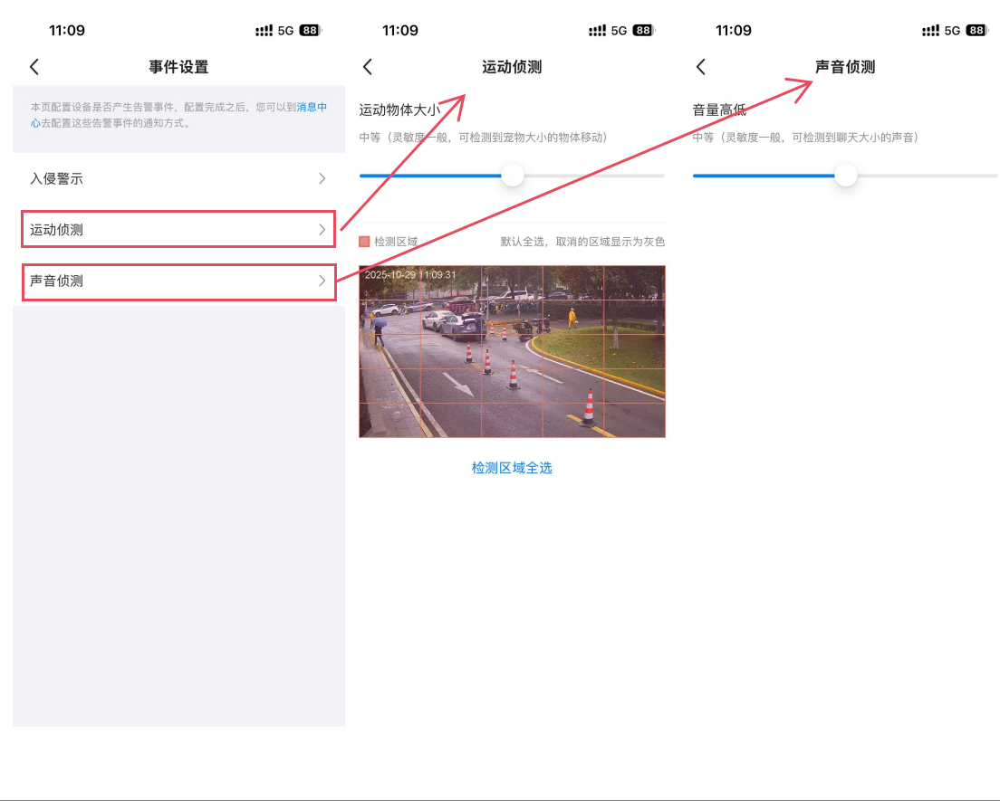 11:09
5G 88
事件设置
本页配置设备是否产生告警事件，配置完成之后，您可以到消息中
心去配置这些告警事件的通知方式。
入侵警示
运动侦测
声音侦测
11:09
5G 88
运动侦测
运动物体大小
中等（灵敏度一般，可检测到宠物大小的物体移动）
检测区域
默认全选，取消的区域显示为灰色
2025-10-29 11:09:31
检测区域全选
11:09
5G 88
声音侦测
音量高低
中等（灵敏度一般，可检测到聊天大小的声音）